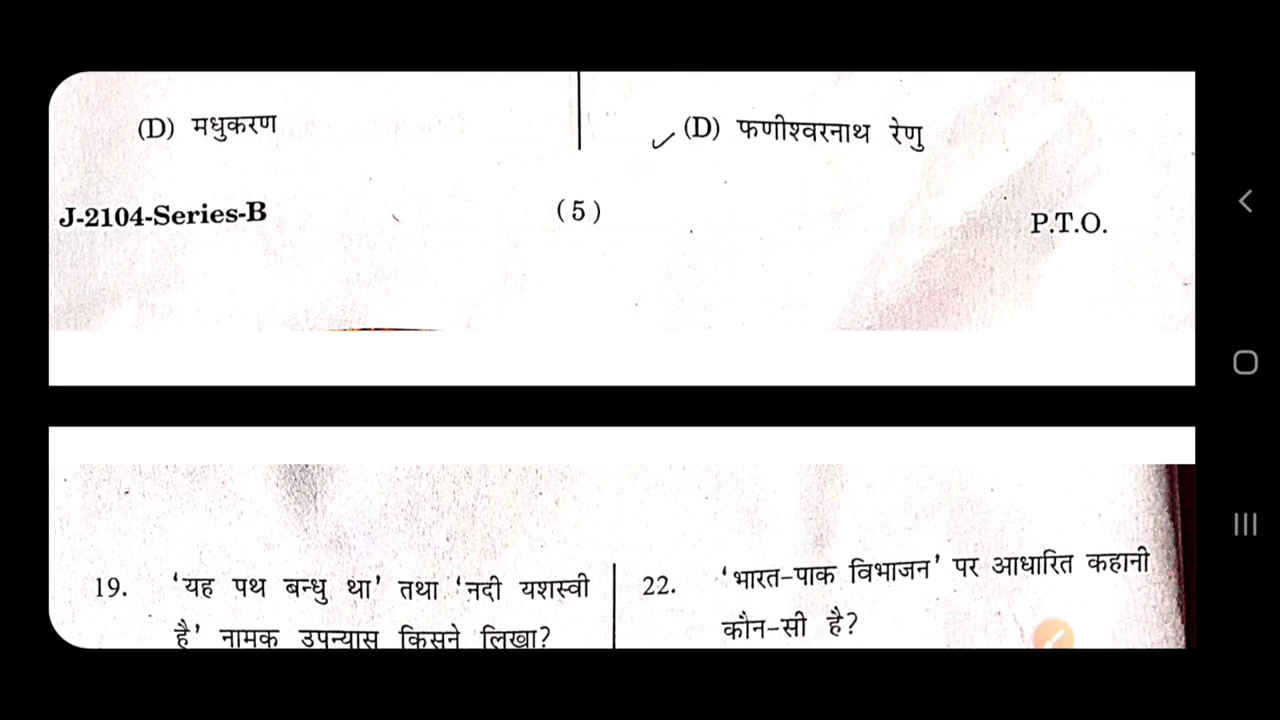 (D) मधुकरण
(D) फणीश्वरनाथ रेणु
J-2104-Series-B
(5)
P.T.O.
19. 'यह पथ बन्धु था' तथा 'नदी यशस्वी
है' नामक उपन्यास किसने लिखा?
22. 'भारत-पाक विभाजन' पर आधारित कहानी
कौन-सी है?